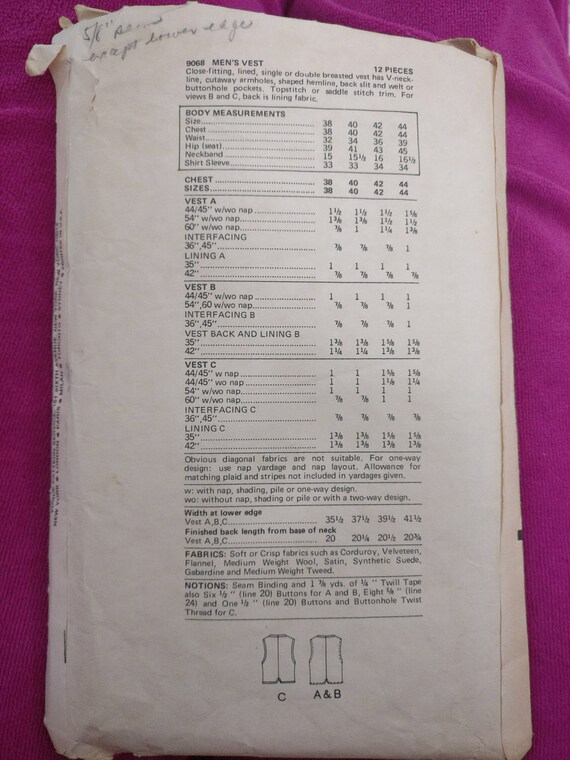 5/8" seam
except lower edge
9068 MEN'S VEST 12 PIECES
Close-fitting, lined, single or double breasted vest has V-neck-
line, cutaway armholes, shaped hemline, back slit and welt or
buttonhole pockets. Topstitch or saddle stitch trim. For
views B and C, back is lining fabric.
BODY MEASUREMENTS
Size 38 40 42 44
Chest 38 40 42 44
Waist 32 34 36 39
Hip (seat) 39 41 43 45
Neckband 15 15½ 16 16½
Shirt Sleeve 33 33 34 34
CHEST 38 40 42 44
SIZES 38 40 42 44
VEST A
44/45" w/wo nap 1½ 1½ 1½ 1⅝
54" w/wo nap 1⅜ 1⅜ 1½ 1½
60" w/wo nap ⅞ 1 1¼ 1⅜
INTERFACING
36",45" ⅞ ⅞ ⅞ 1
LINING A
35" 1 1 1 1
42" ⅞ ⅞ ⅞ ⅞
VEST B
44/45" w/wo nap 1 1 1 1
54",60 w/wo nap ⅞ ⅞ ⅞ 1
INTERFACING B
36",45" ⅞ ⅞ ⅞ 1
VEST BACK AND LINING B
35" 1⅜ 1⅜ 1⅝ 1⅝
42" 1¼ 1¼ 1⅜ 1⅜
VEST C
44/45" w nap 1 1 1⅝ 1⅝
44/45" wo nap 1 1 1⅛ 1¼
54" w/wo nap 1 1 1 1
60" w/wo nap ⅞ ⅞ 1 1
INTERFACING C
36",45" ⅞ ⅞ ⅞ ⅞
LINING C
35" 1⅜ 1⅜ 1⅝ 1⅝
42" 1⅜ 1⅜ 1⅜ 1⅜
Obvious diagonal fabrics are not suitable. For one-way
design: use nap yardage and nap layout. Allowance for
matching plaid and stripes not included in yardages given.
w: with nap, shading, pile or one-way design.
wo: without nap, shading or pile or with a two-way design.
Width at lower edge
Vest A,B,C 35½ 37½ 39½ 41½
Finished back length from base of neck
Vest A,B,C 20 20¼ 20½ 20¾
FABRICS: Soft or Crisp fabrics such as Corduroy, Velveteen,
Flannel, Medium Weight Wool, Satin, Synthetic Suede,
Gabardine and Medium Weight Tweed.
NOTIONS: Seam Binding and 1 ⅜ yds. of ¼ " Twill Tape
also Six ½ " (line 20) Buttons for A and B, Eight ⅝ " (line
24) and One ½ " (line 20) Buttons and Buttonhole Twist
Thread for C.
C A&B